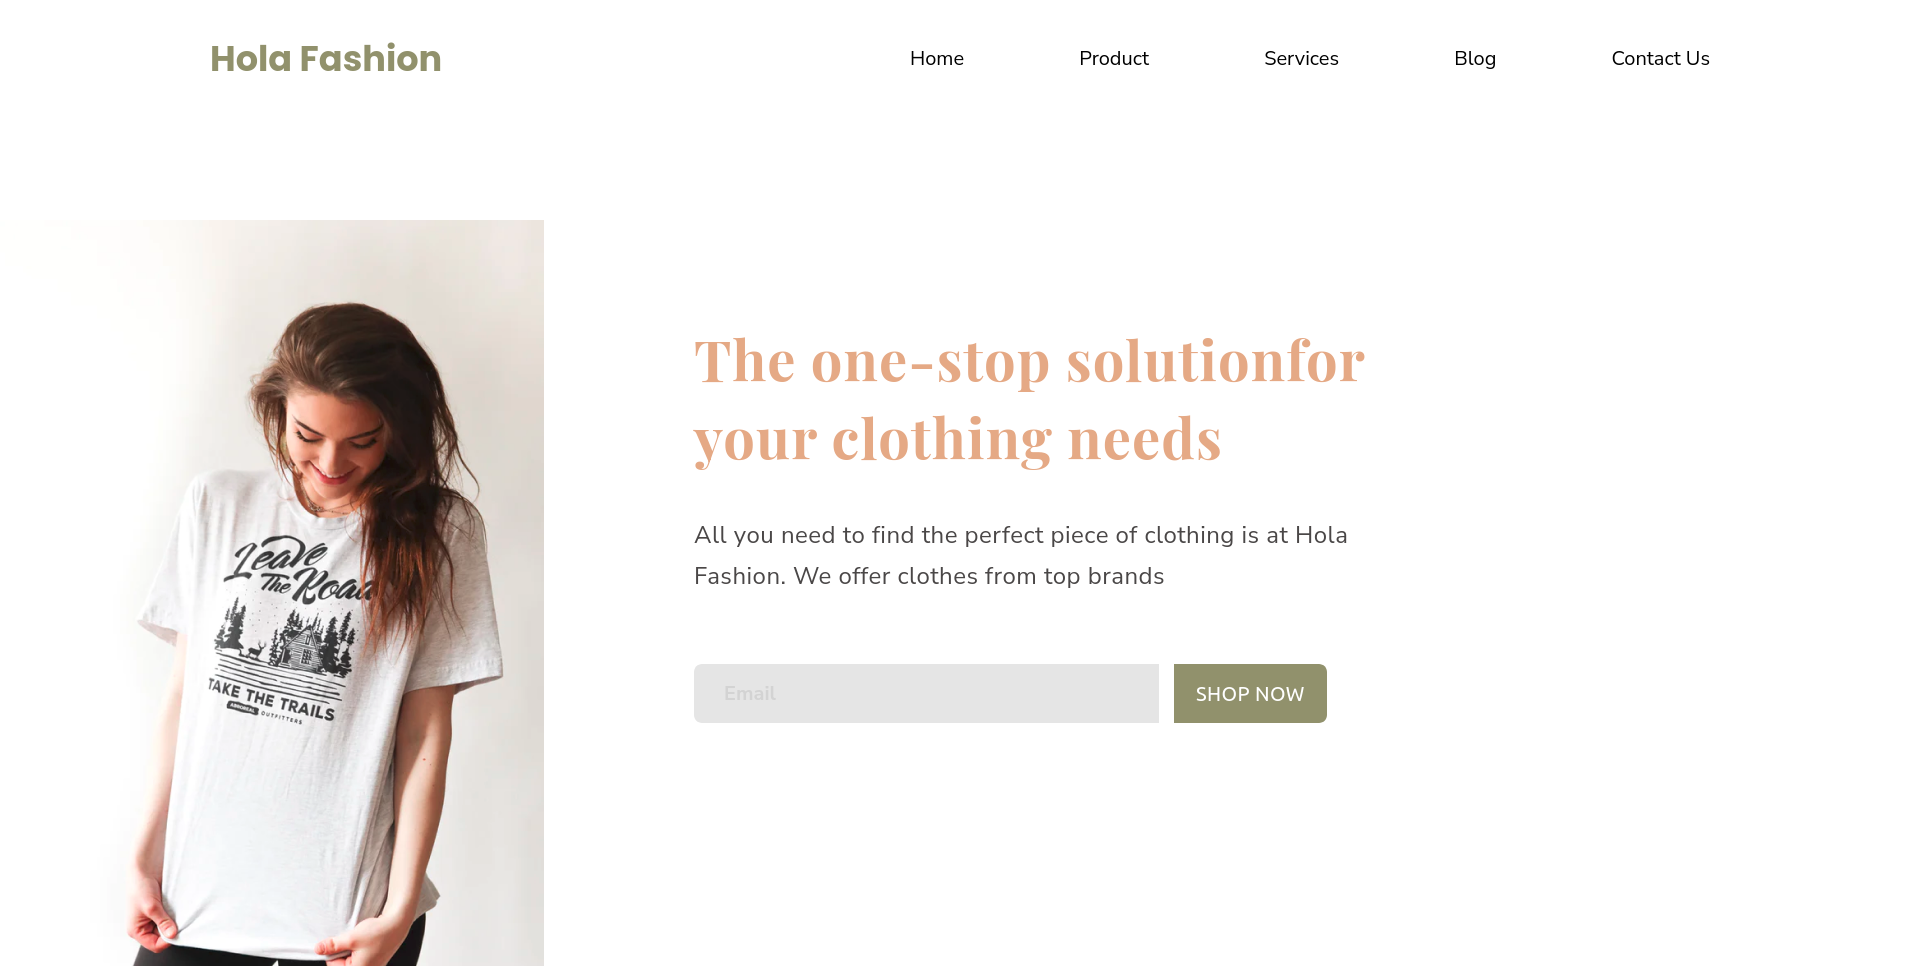 Hola Fashion
Home
Product
Services
Blog
Contact Us
The one-stop solutionfor
your clothing needs
All you need to find the perfect piece of clothing is at Hola
Fashion. We offer clothes from top brands
Email
SHOP NOW
Leave
The Road
TAKE THE TRAILS
ARBOREAL OUTFITTERS